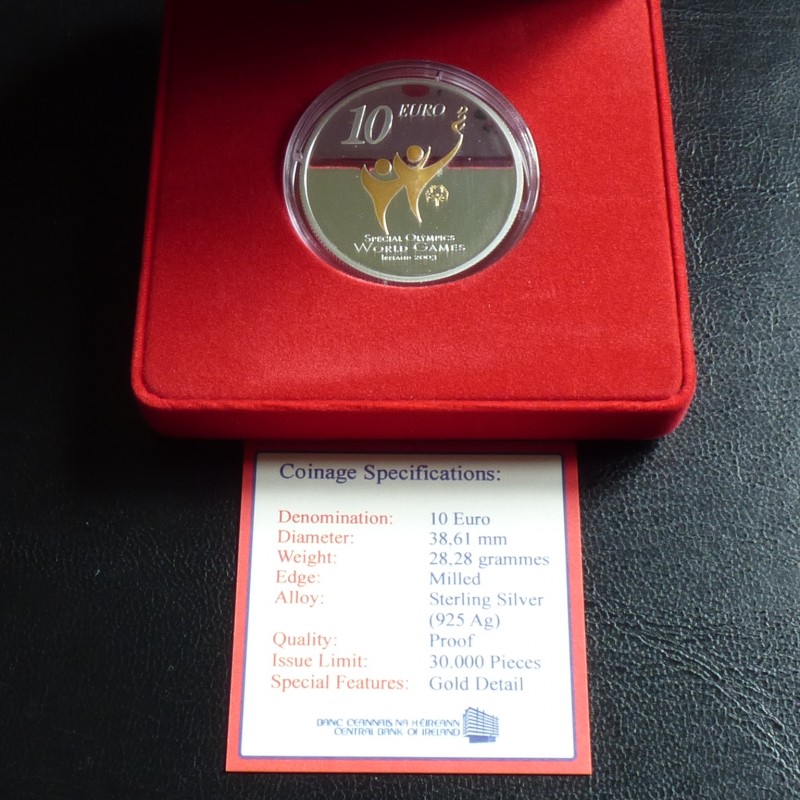 10 EURO
SPECIAL OLYMPICS
WORLD GAMES
IRELAND 2003
Coinage Specifications:
Denomination: 10 Euro
Diameter: 38,61 mm
Weight: 28,28 grammes
Edge: Milled
Alloy: Sterling Silver
(925 Ag)
Quality: Proof
Issue Limit: 30.000 Pieces
Special Features: Gold Detail
BANC CEANNAIS NA HÉIREANN
CENTRAL BANK OF IRELAND